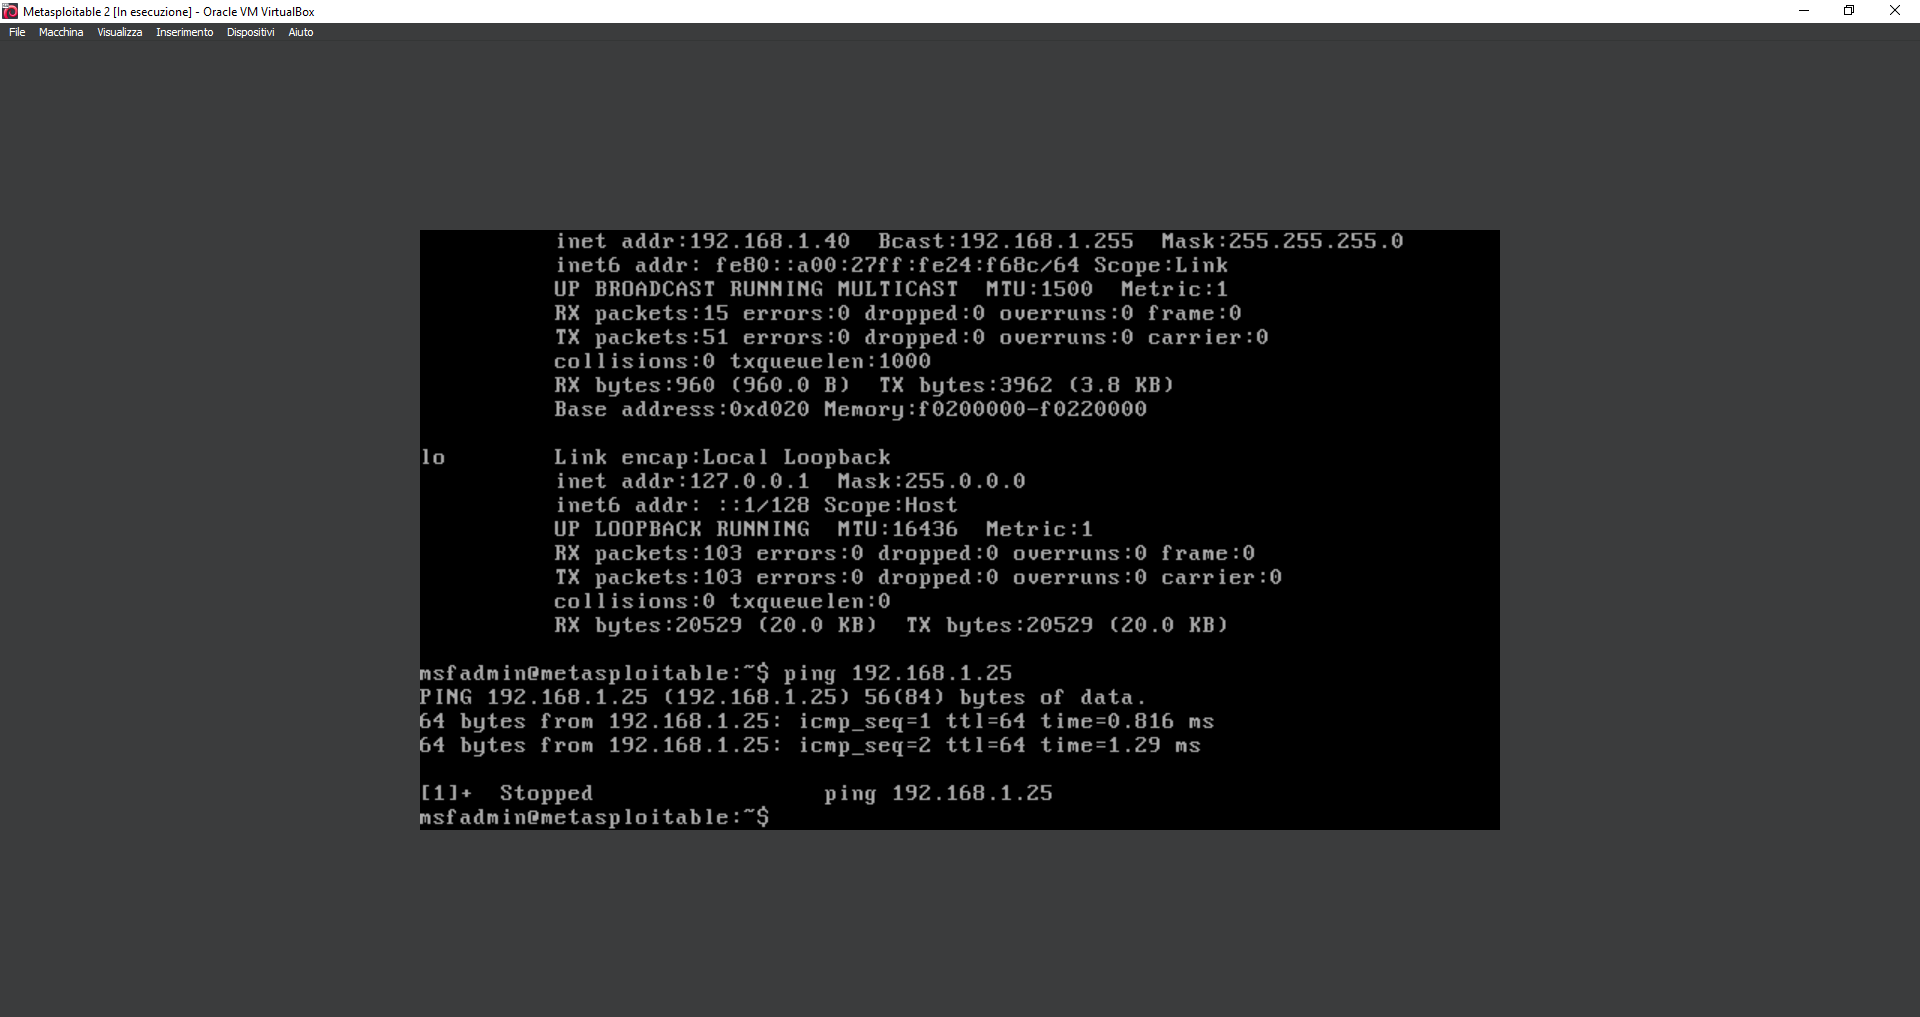 Metasploitable 2 [In esecuzione] - Oracle VM VirtualBox
File Macchina Visualizza Inserimento Dispositivi Aiuto
inet addr:192.168.1.40  Bcast:192.168.1.255  Mask:255.255.255.0
inet6 addr: fe80::a00:27ff:fe24:f68c/64 Scope:Link
UP BROADCAST RUNNING MULTICAST  MTU:1500  Metric:1
RX packets:15 errors:0 dropped:0 overruns:0 frame:0
TX packets:51 errors:0 dropped:0 overruns:0 carrier:0
collisions:0 txqueuelen:1000
RX bytes:960 (960.0 B)  TX bytes:3962 (3.8 KB)
Base address:0xd020 Memory:f0200000-f0220000
lo        Link encap:Local Loopback
inet addr:127.0.0.1  Mask:255.0.0.0
inet6 addr: ::1/128 Scope:Host
UP LOOPBACK RUNNING  MTU:16436  Metric:1
RX packets:103 errors:0 dropped:0 overruns:0 frame:0
TX packets:103 errors:0 dropped:0 overruns:0 carrier:0
collisions:0 txqueuelen:0
RX bytes:20529 (20.0 KB)  TX bytes:20529 (20.0 KB)
msfadmin@metasploitable:~$ ping 192.168.1.25
PING 192.168.1.25 (192.168.1.25) 56(84) bytes of data.
64 bytes from 192.168.1.25: icmp_seq=1 ttl=64 time=0.816 ms
64 bytes from 192.168.1.25: icmp_seq=2 ttl=64 time=1.29 ms
[1]+  Stopped                 ping 192.168.1.25
msfadmin@metasploitable:~$